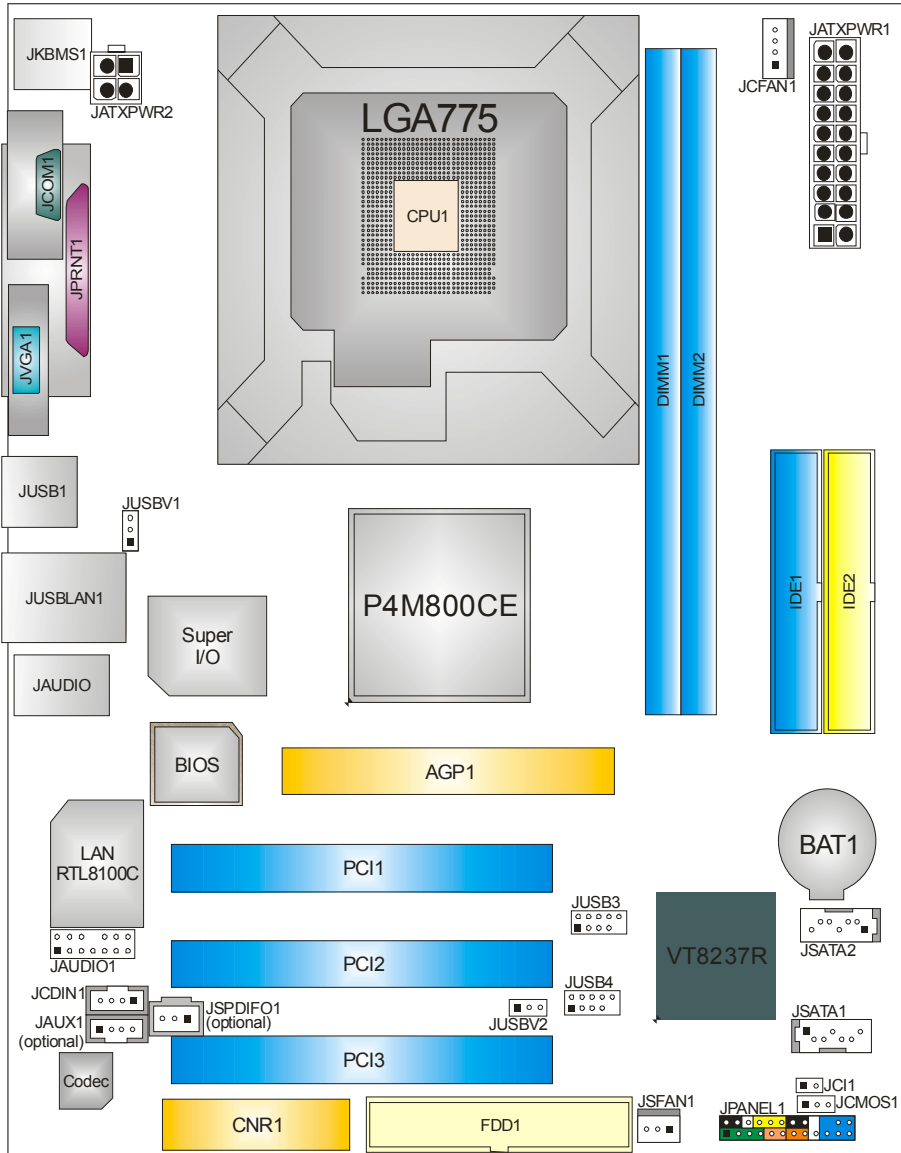 JKBMS1
JATXPWR2
LGA775
CPU1
JCFAN1
JATXPWR1
JCOM1
JPRNT1
JVGA1
DIMM1
DIMM2
JUSB1
JUSBV1
JUSBLAN1
Super
I/O
P4M800CE
IDE1
IDE2
JAUDIO
BIOS
AGP1
LAN
RTL8100C
PCI1
BAT1
JUSB3
JSATA2
JAUDIO1
PCI2
VT8237R
JCDIN1
JAUX1
(optional)
JSPDIFO1
(optional)
JUSB4
JUSBV2
JSATA1
PCI3
Codec
JCI1
JCMOS1
CNR1
FDD1
JSFAN1
JPANEL1